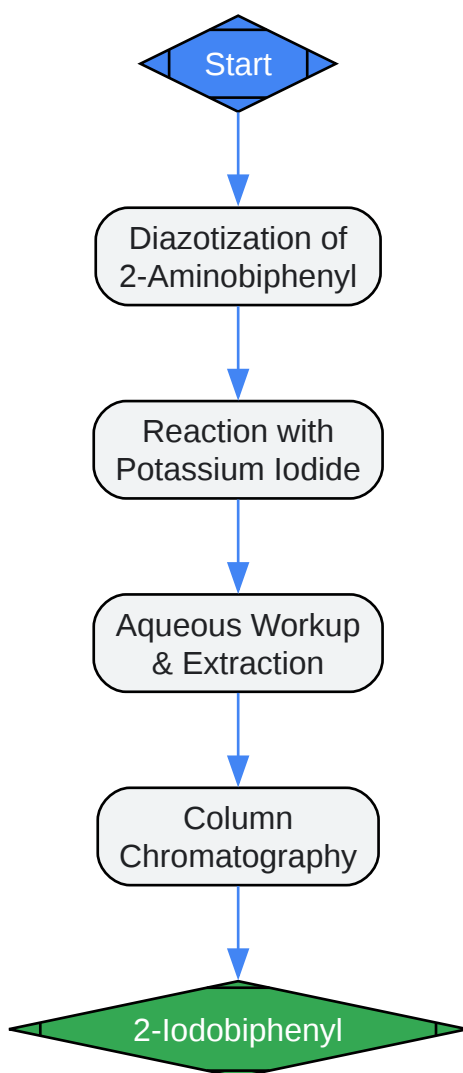 Start
Diazotization of
2-Aminobiphenyl
Reaction with
Potassium Iodide
Aqueous Workup
& Extraction
Column
Chromatography
2-Iodobiphenyl